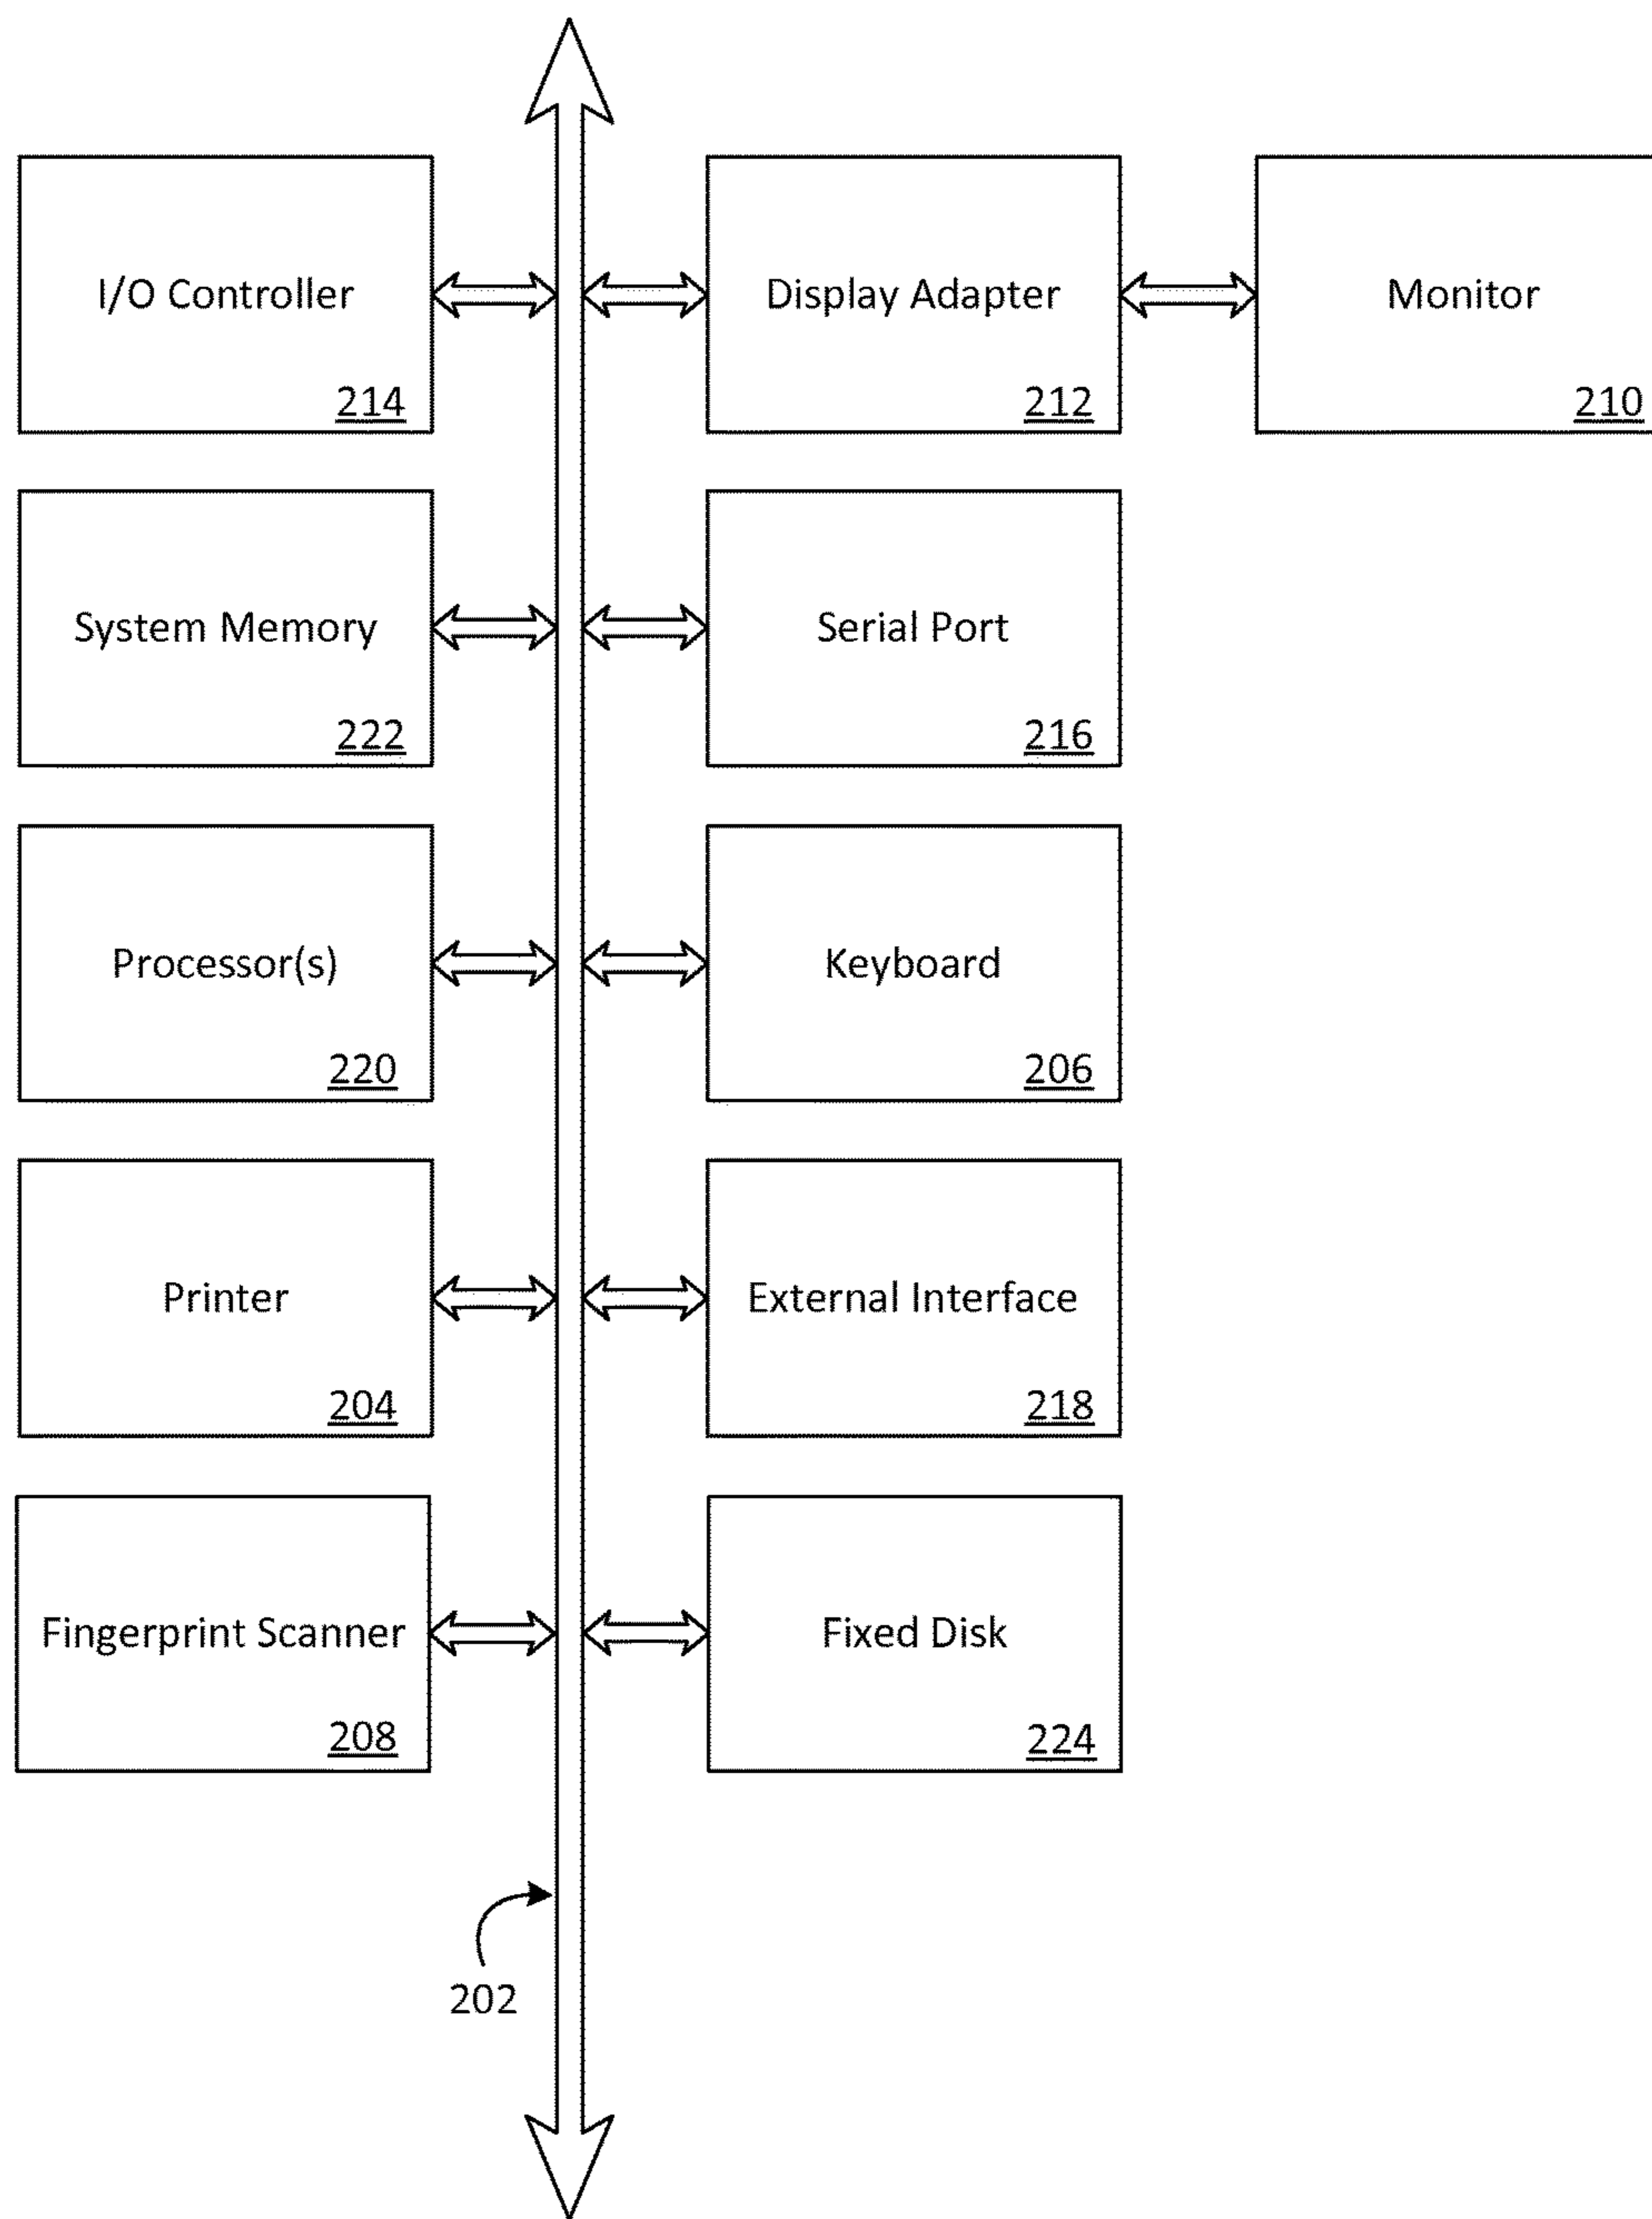 I/O Controller
214
Display Adapter
212
Monitor
210
System Memory
222
Serial Port
216
Processor(s)
220
Keyboard
206
Printer
204
External Interface
218
Fingerprint Scanner
208
Fixed Disk
224
202